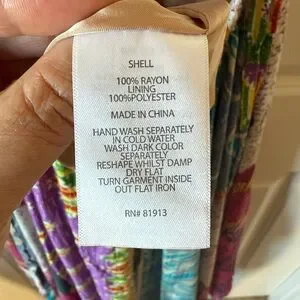 SHELL
100% RAYON
LINING
100%POLYESTER
MADE IN CHINA
HAND WASH SEPARATELY
IN COLD WATER
WASH DARK COLOR
SEPARATELY
RESHAPE WHILST DAMP
DRY FLAT
TURN GARMENT INSIDE
OUT FLAT IRON
RN# 81913